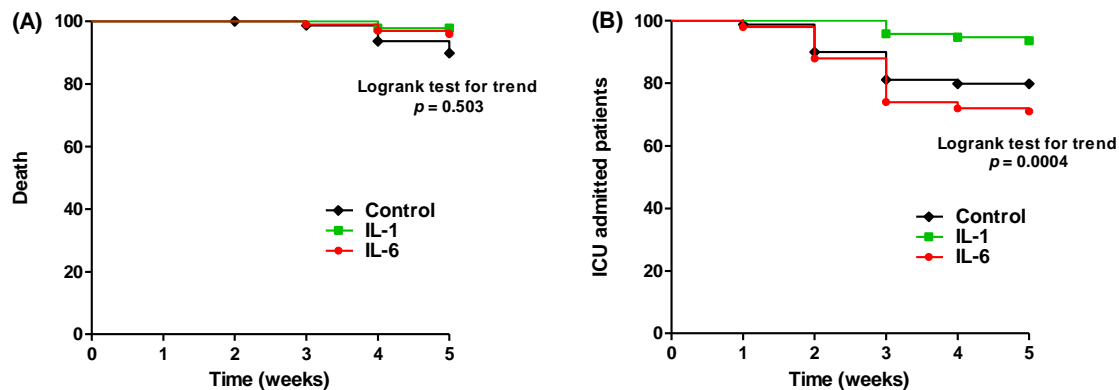 (A)
100
80
60
40
20
0
Death
0 1 2 3 4 5
Time (weeks)
Logrank test for trend
p = 0.503
Control
IL-1
IL-6
(B)
100
80
60
40
20
0
ICU admitted patients
0 1 2 3 4 5
Time (weeks)
Logrank test for trend
p = 0.0004
Control
IL-1
IL-6